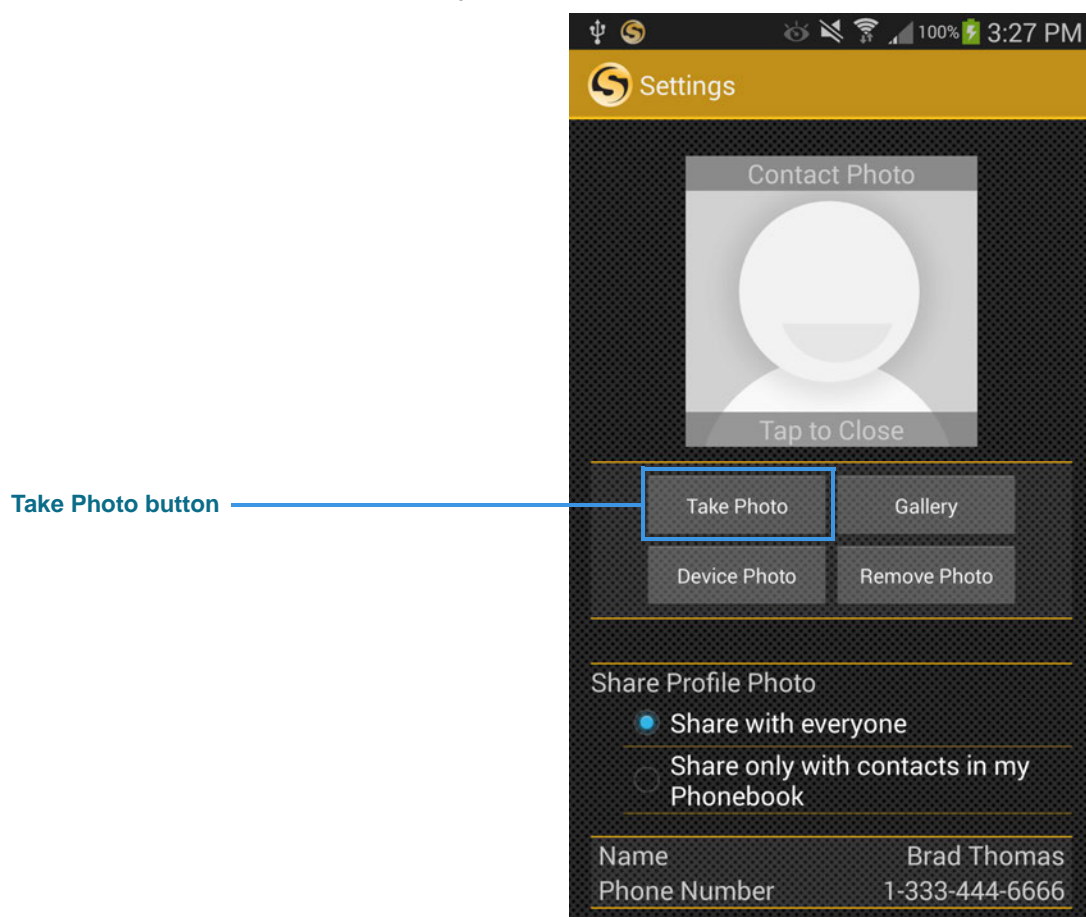 100% 3:27 PM
Settings
Contact Photo
Tap to Close
Take Photo button
Take Photo Gallery
Device Photo Remove Photo
Share Profile Photo
Share with everyone
Share only with contacts in my
Phonebook
Name Brad Thomas
Phone Number 1-333-444-6666